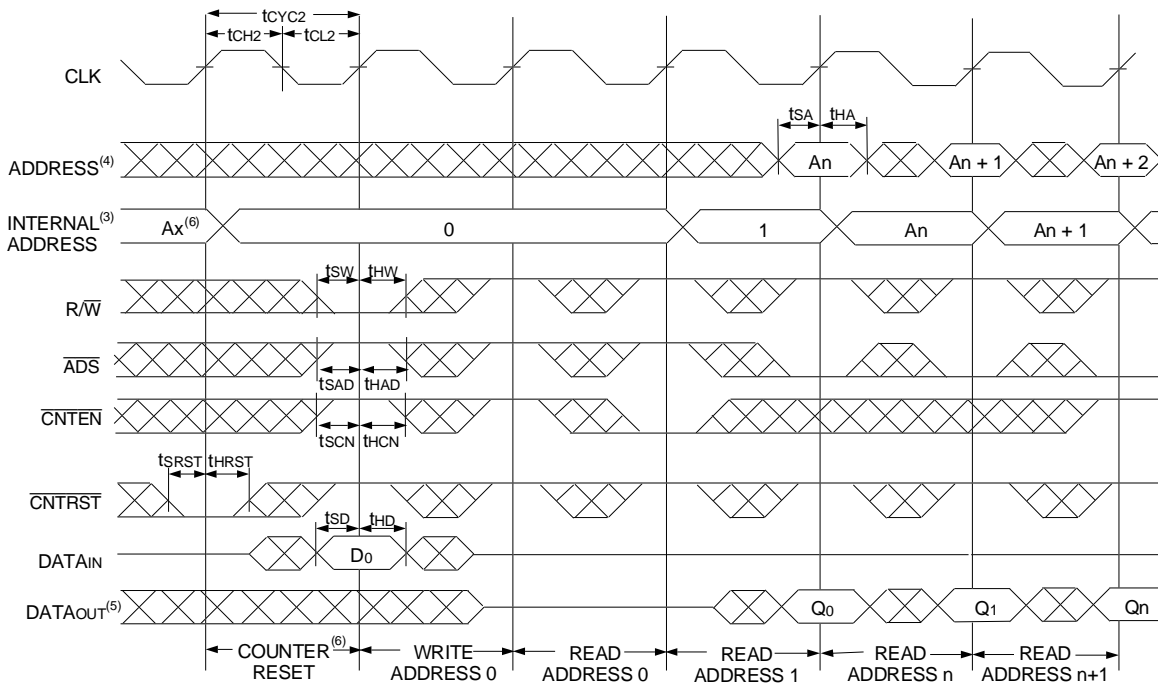 tCYC2
tCH2 tCL2
CLK
tSA tHA
ADDRESS(4) An An + 1 An + 2
INTERNAL(3) ADDRESS Ax(6) 0 1 An An + 1
tSW tHW
R/W̅
A̅D̅S̅
tSAD tHAD
C̅N̅T̅E̅N̅
tSCN tHCN
tSRST tHRST
C̅N̅T̅R̅S̅T̅
tSD tHD
DATAIN D0
DATAOUT(5) Q0 Q1 Qn
COUNTER(6) RESET
WRITE ADDRESS 0
READ ADDRESS 0
READ ADDRESS 1
READ ADDRESS n
READ ADDRESS n+1